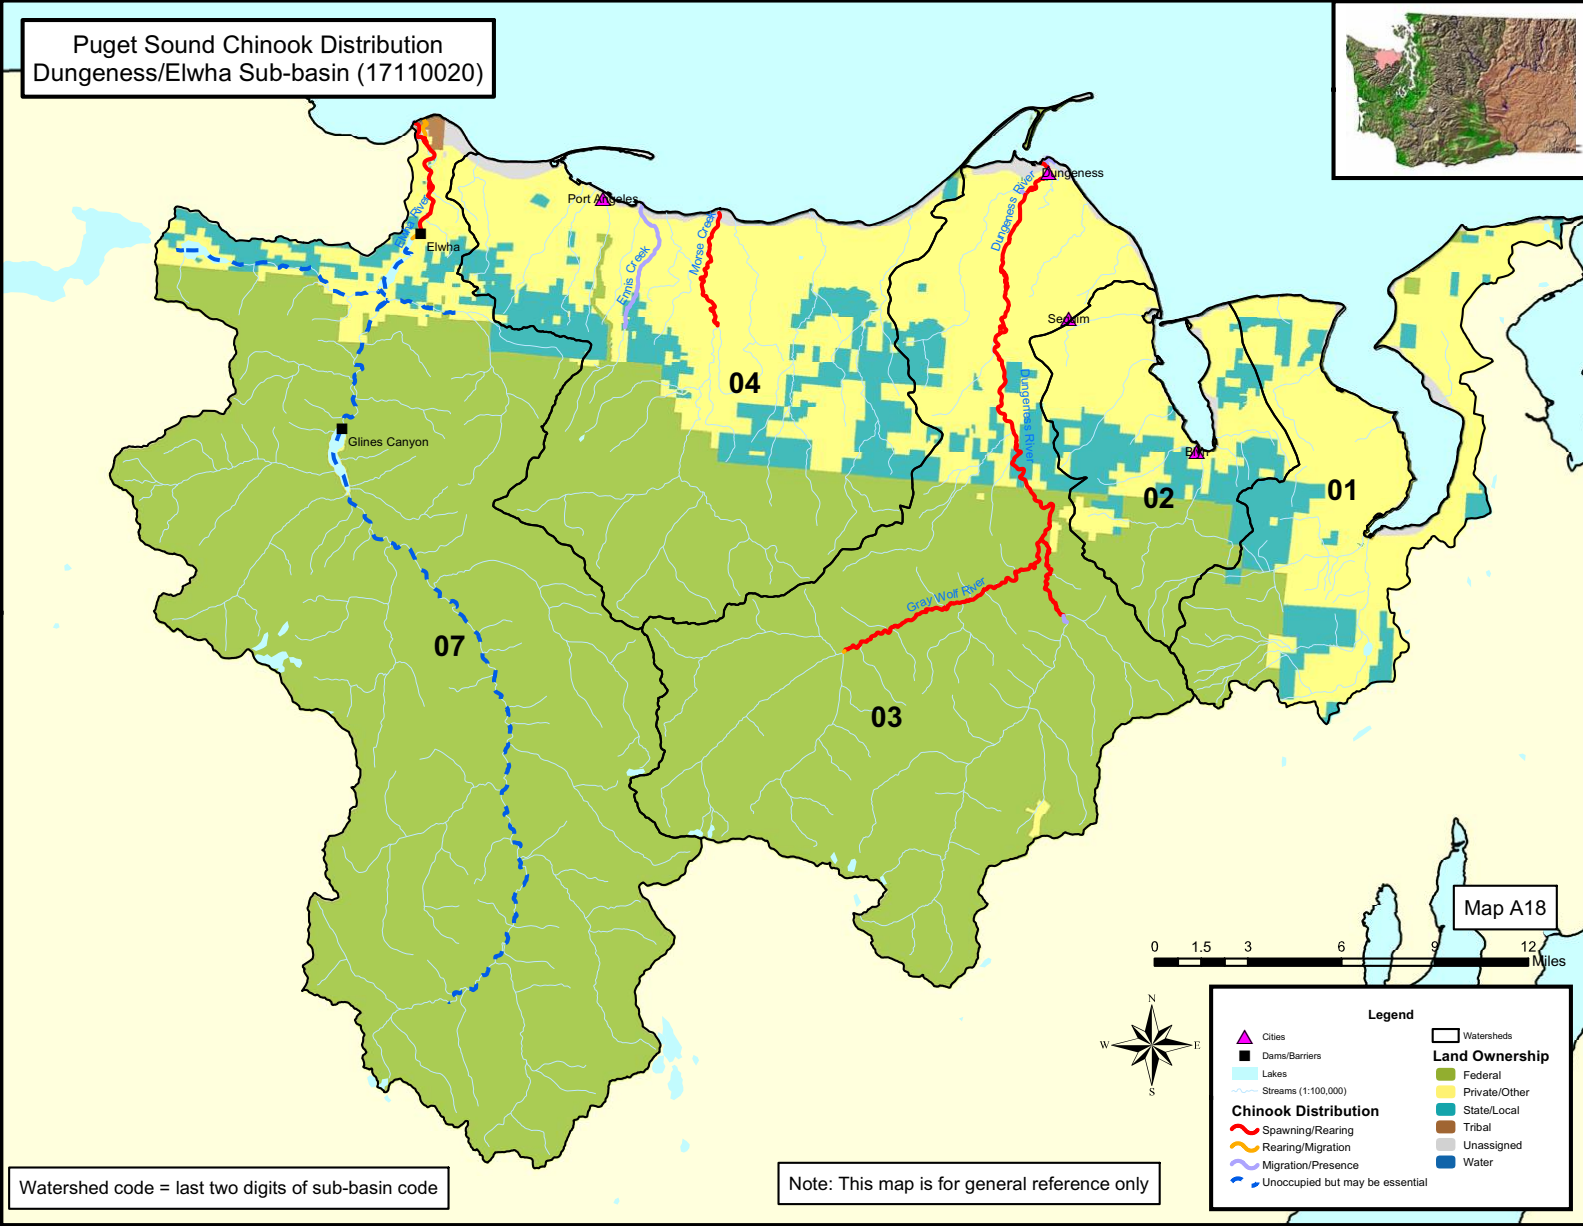 Puget Sound Chinook Distribution
Dungeness/Elwha Sub-basin (17110020)
Dungeness
Dungeness River
Port Angeles
Elwha River
Elwha
Ennis Creek
Morse Creek
Sequim
Dungeness River
04
Glines Canyon
Blyn
02
01
Gray Wolf River
07
03
Map A18
0 1.5 3 6 9 12
Miles
N
W E
S
Legend
Cities
Dams/Barriers
Lakes
Streams (1:100,000)
Chinook Distribution
Spawning/Rearing
Rearing/Migration
Migration/Presence
Unoccupied but may be essential
Watersheds
Land Ownership
Federal
Private/Other
State/Local
Tribal
Unassigned
Water
Watershed code = last two digits of sub-basin code
Note: This map is for general reference only